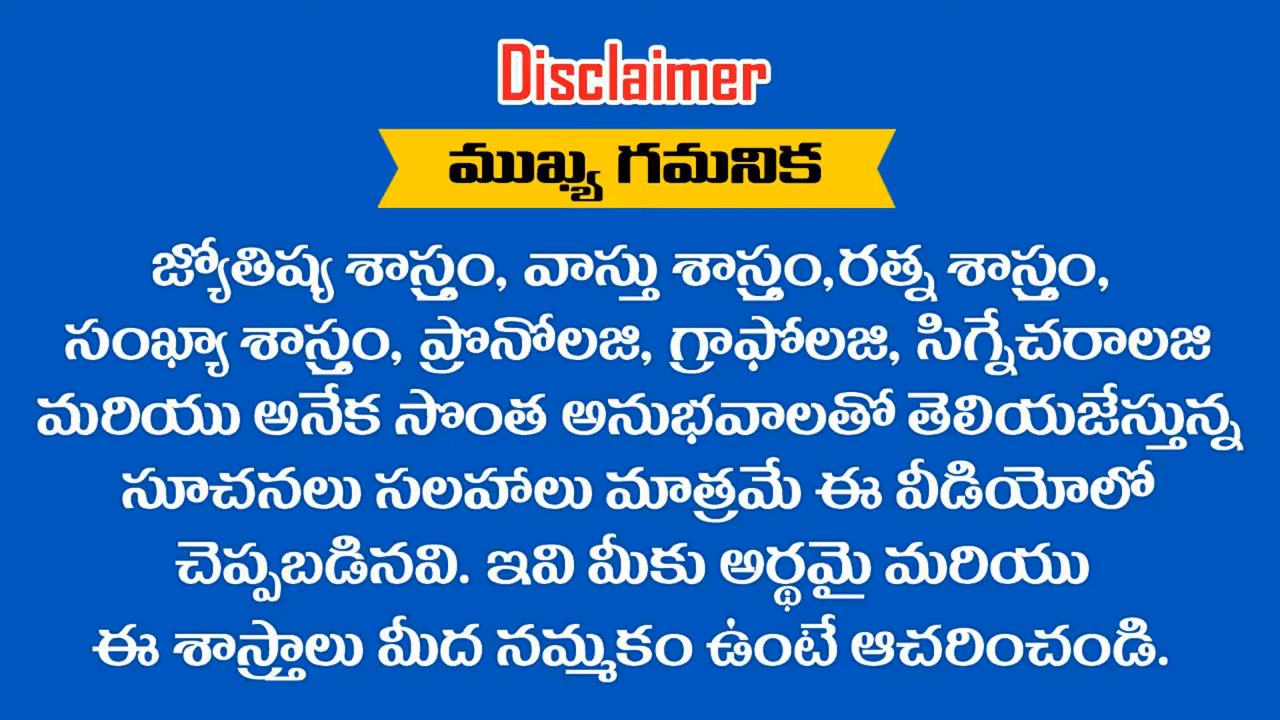 Disclaimer
ముఖ్య గమనిక
జ్యోతిష్య శాస్త్రం, వాస్తు శాస్త్రం,రత్న శాస్త్రం,
సంఖ్యా శాస్త్రం, ప్రొనోలజి, గ్రాఫోలజి, సిగ్నేచరాలజి
మరియు అనేక సొంత అనుభవాలతో తెలియజేస్తున్న
సూచనలు సలహాలు మాత్రమే ఈ వీడియోలో
చెప్పబడినవి. ఇవి మీకు అర్థమై మరియు
ఈ శాస్త్రాలు మీద నమ్మకం ఉంటే ఆచరించండి.